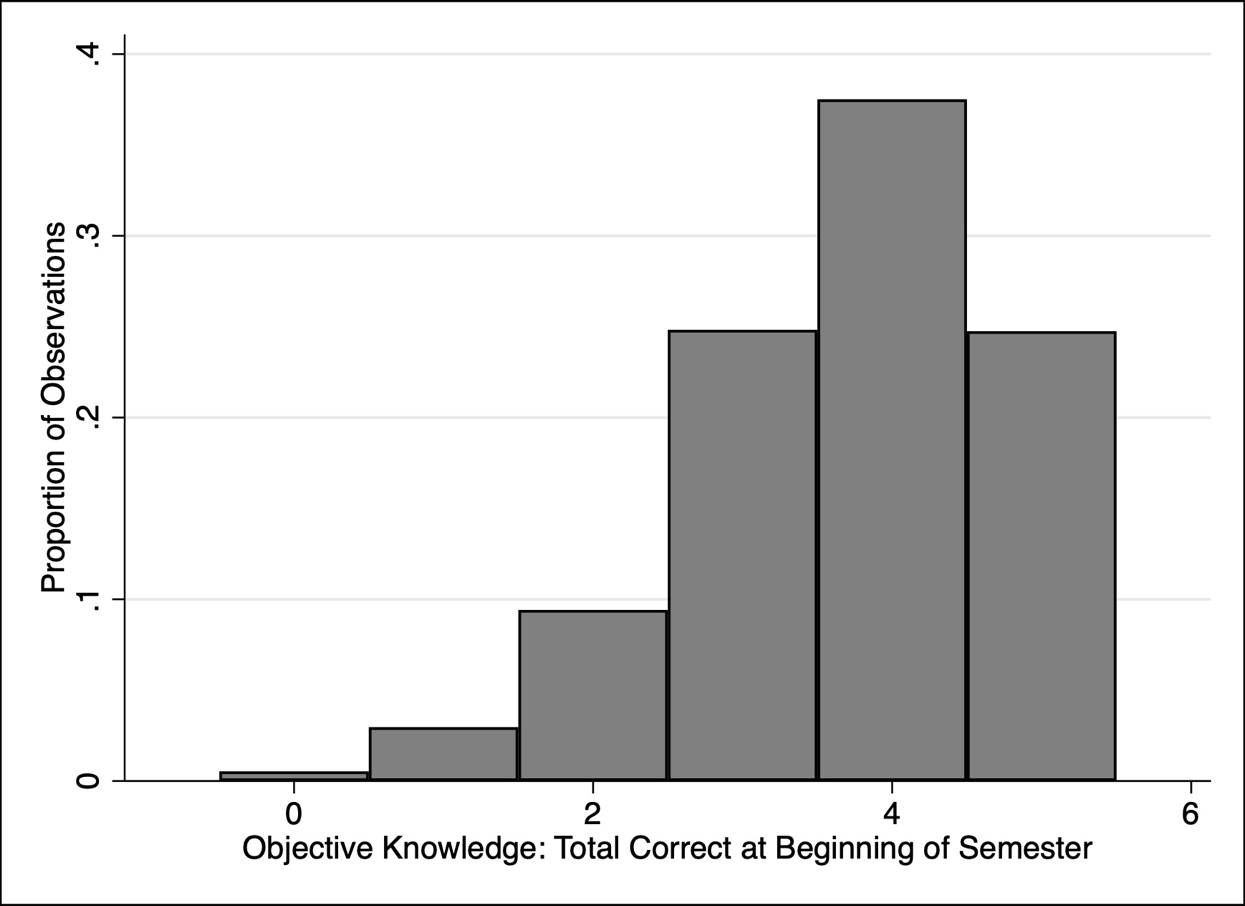 .4
.3
.2
.1
0
Proportion of Observations
0 2 4 6
Objective Knowledge: Total Correct at Beginning of Semester